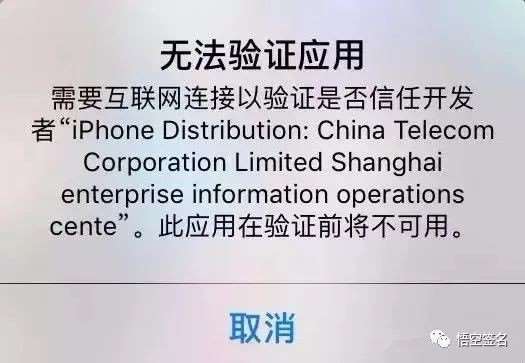 无法验证应用
需要互联网连接以验证是否信任开发
者“iPhone Distribution: China Telecom
Corporation Limited Shanghai
enterprise information operations
cente”。此应用在验证前将不可用。
取消
悟空签名